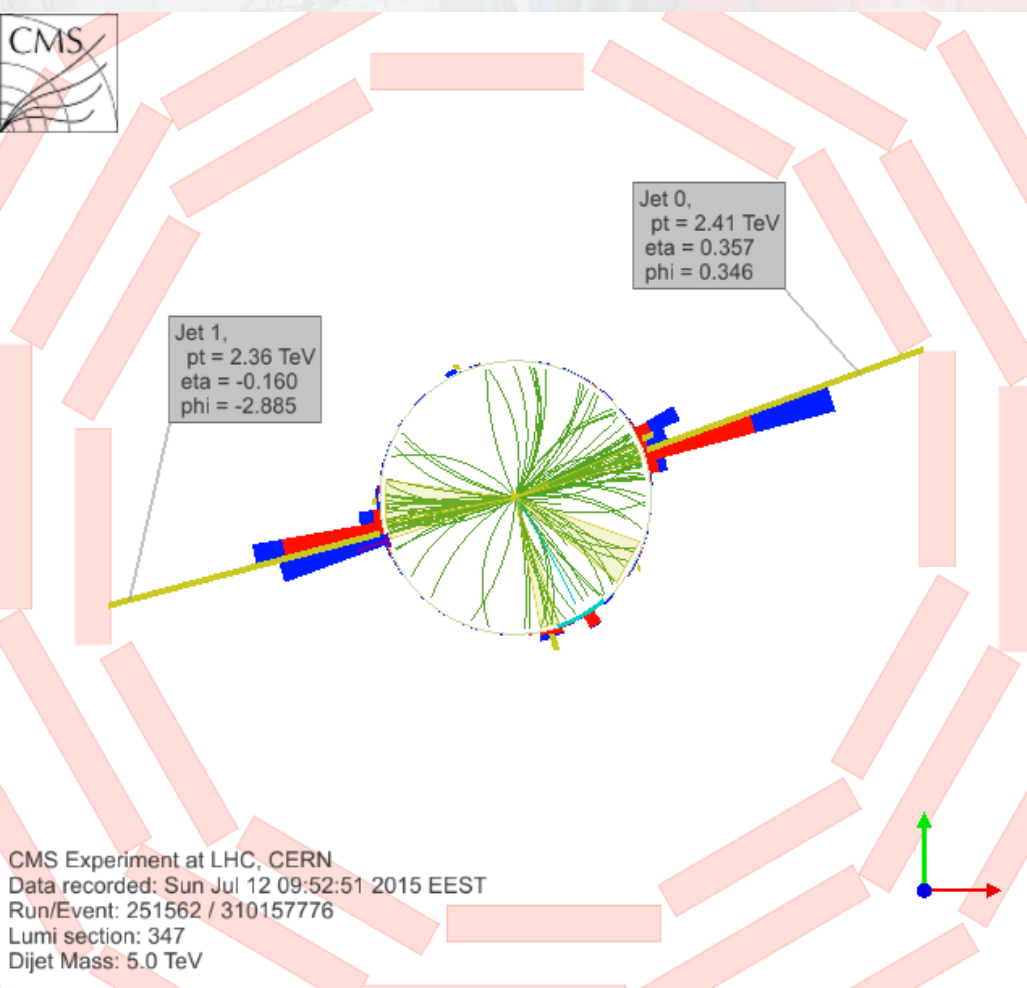 CMS
Jet 0,
pt = 2.41 TeV
eta = 0.357
phi = 0.346
Jet 1,
pt = 2.36 TeV
eta = -0.160
phi = -2.885
CMS Experiment at LHC, CERN
Data recorded: Sun Jul 12 09:52:51 2015 EEST
Run/Event: 251562 / 310157776
Lumi section: 347
Dijet Mass: 5.0 TeV